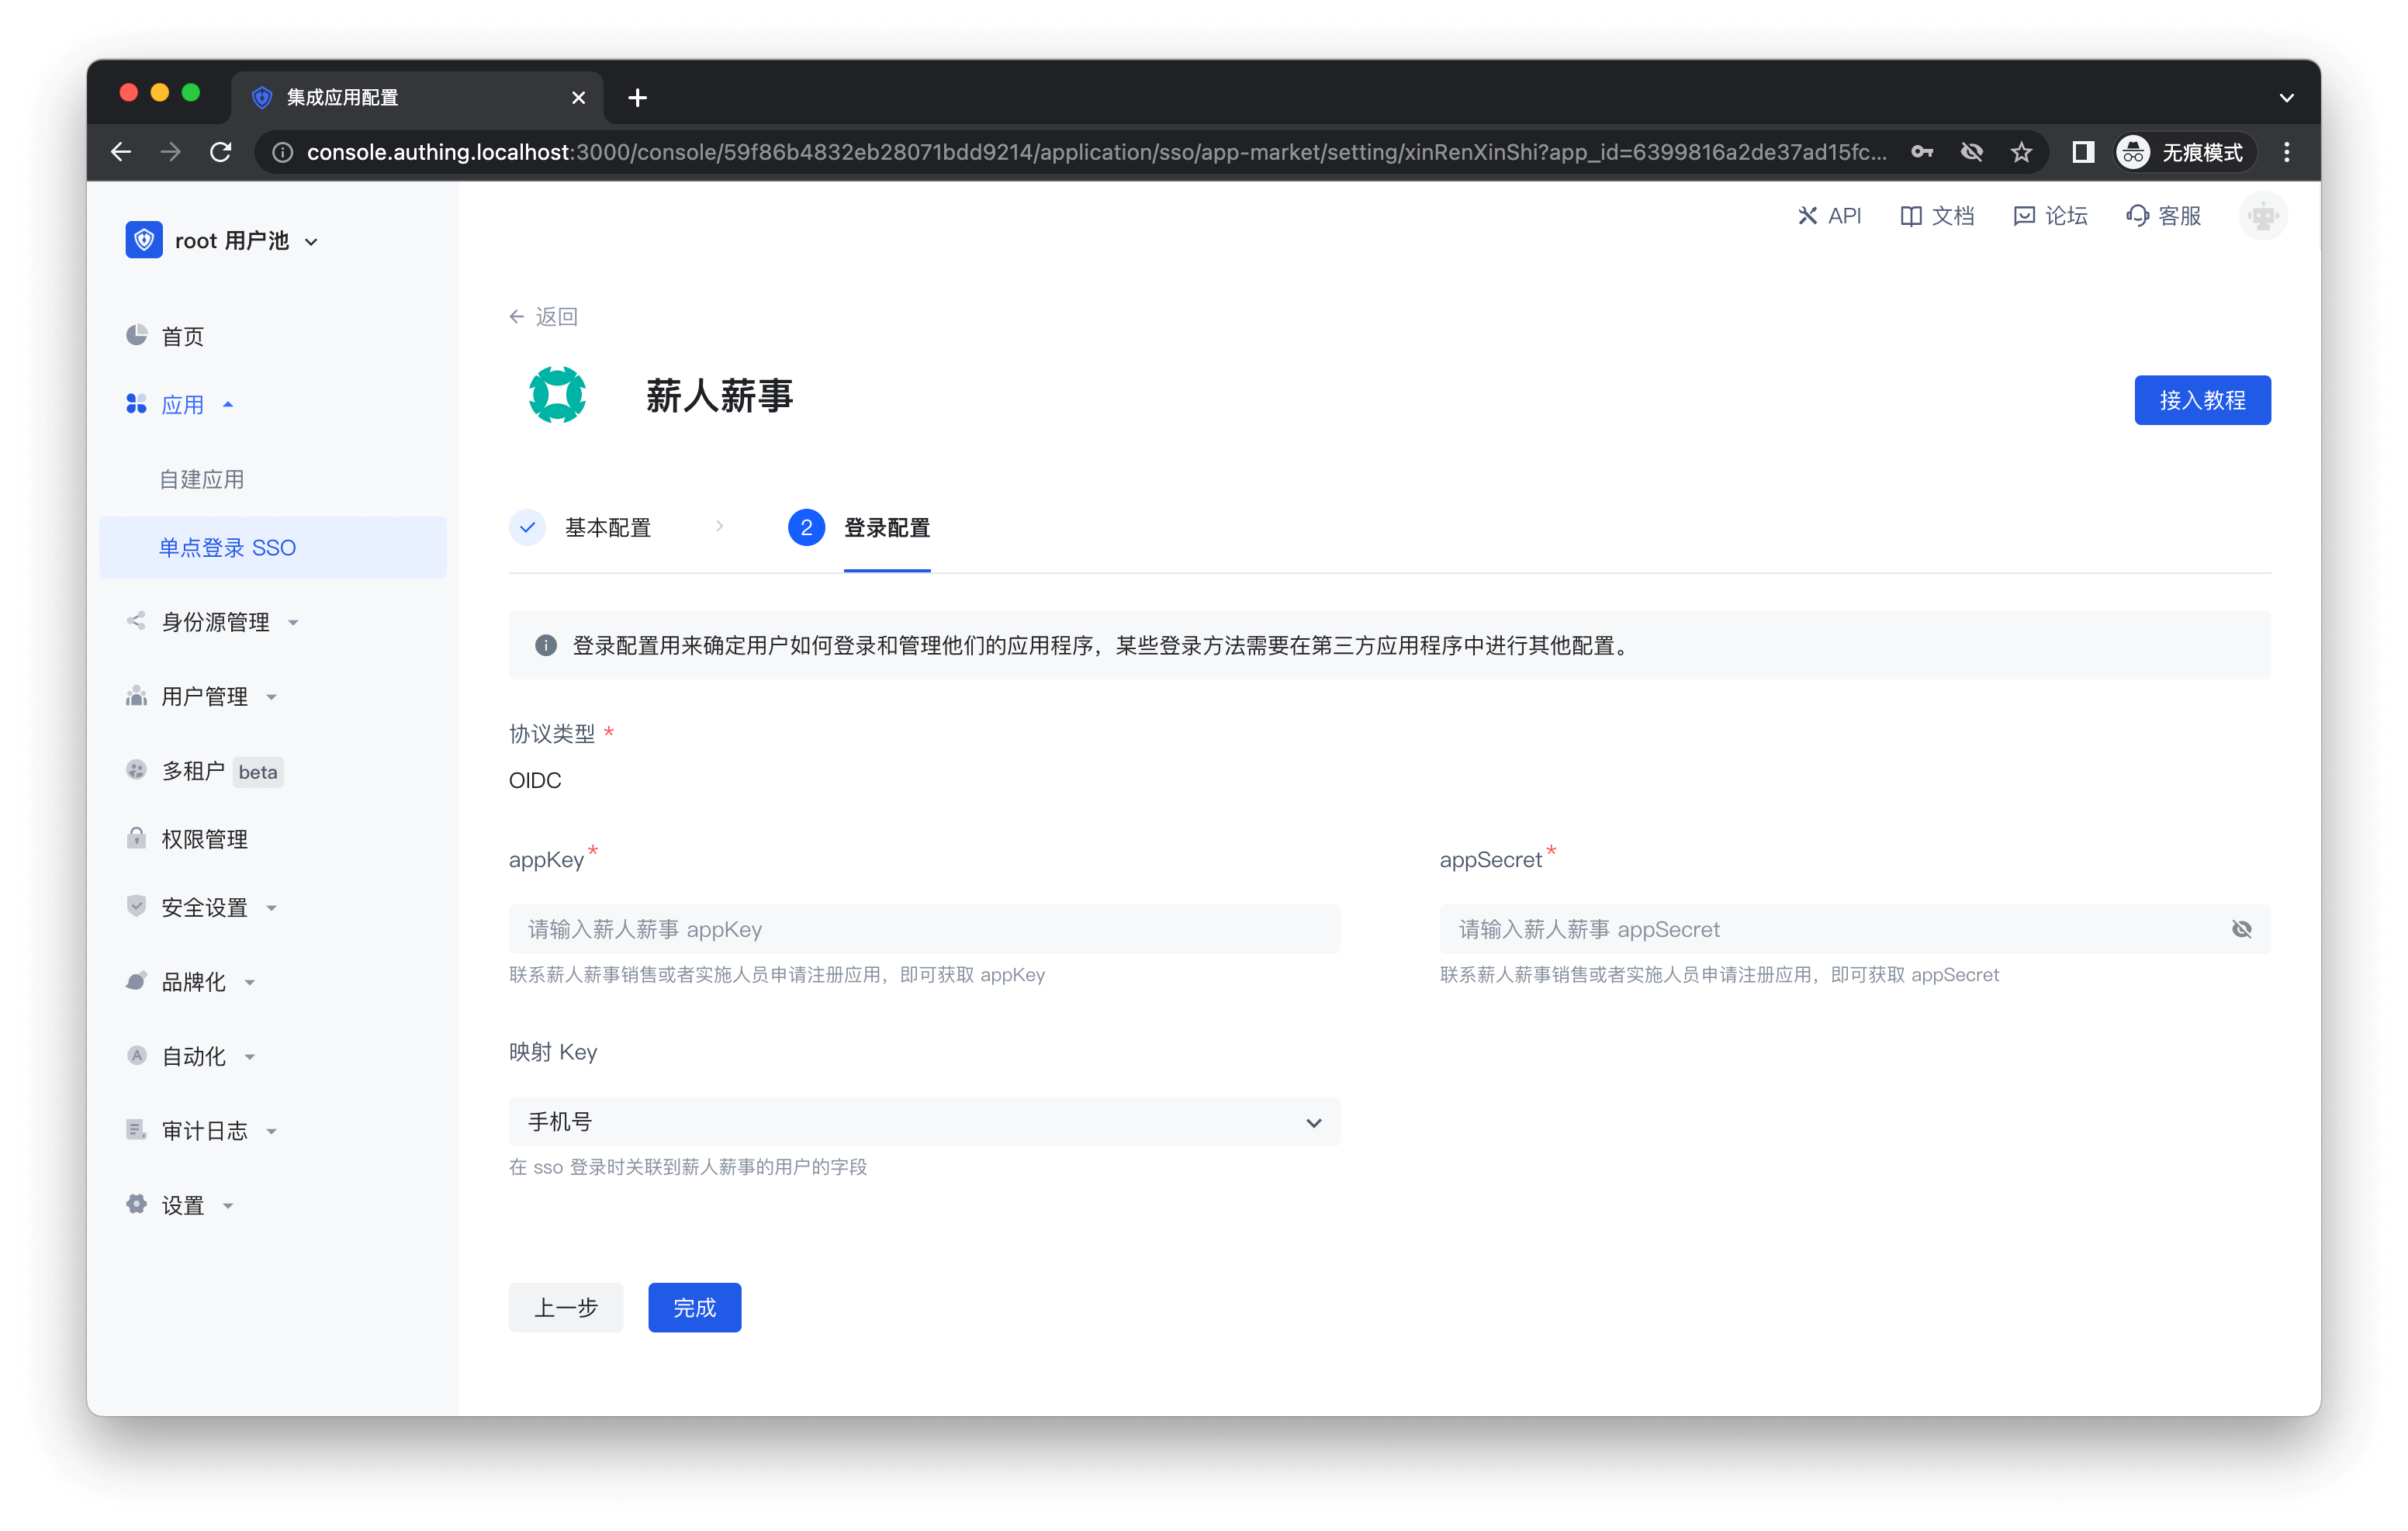 集成应用配置
console.authing.localhost:3000/console/59f86b4832eb28071bdd9214/application/sso/app-market/setting/xinRenXinShi?app_id=6399816a2de37ad15fc...
无痕模式
root 用户池
API
文档
论坛
客服
首页
应用
自建应用
单点登录 SSO
身份源管理
用户管理
多租户 beta
权限管理
安全设置
品牌化
自动化
审计日志
设置
返回
薪人薪事
接入教程
基本配置
2 登录配置
登录配置用来确定用户如何登录和管理他们的应用程序，某些登录方法需要在第三方应用程序中进行其他配置。
协议类型 *
OIDC
appKey *
请输入薪人薪事 appKey
联系薪人薪事销售或者实施人员申请注册应用，即可获取 appKey
appSecret *
请输入薪人薪事 appSecret
联系薪人薪事销售或者实施人员申请注册应用，即可获取 appSecret
映射 Key
手机号
在 sso 登录时关联到薪人薪事的用户的字段
上一步
完成